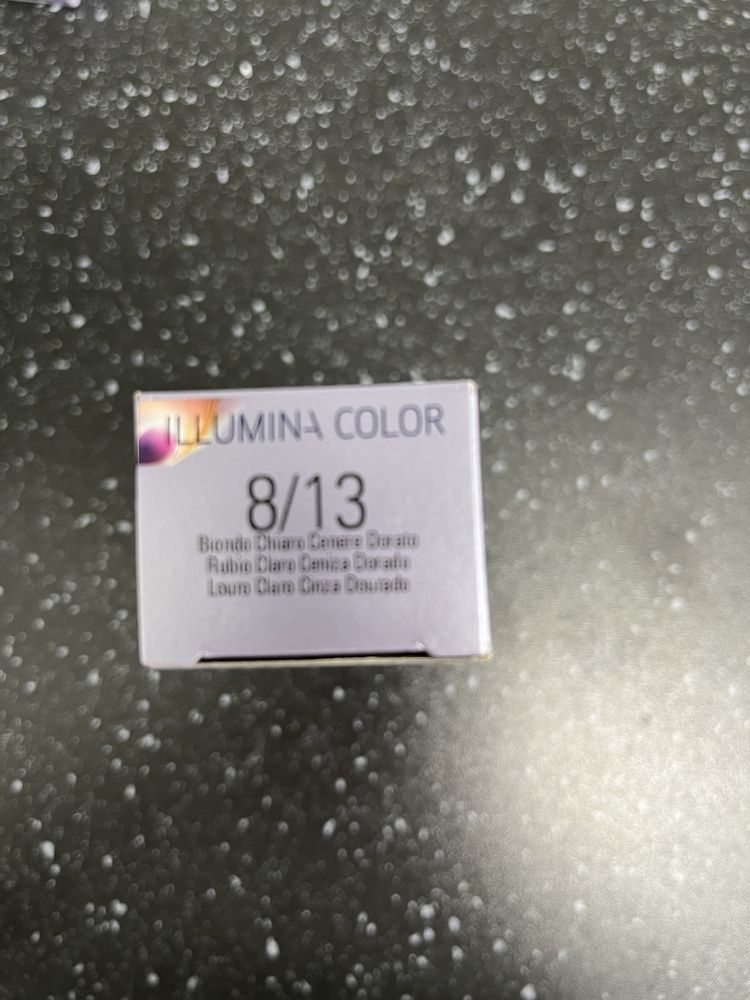 ILLUMINA COLOR
8/13
Biondo Chiaro Cenere Dorato
Rubio Claro Ceniza Dorado
Louro Claro Cinza Dourado